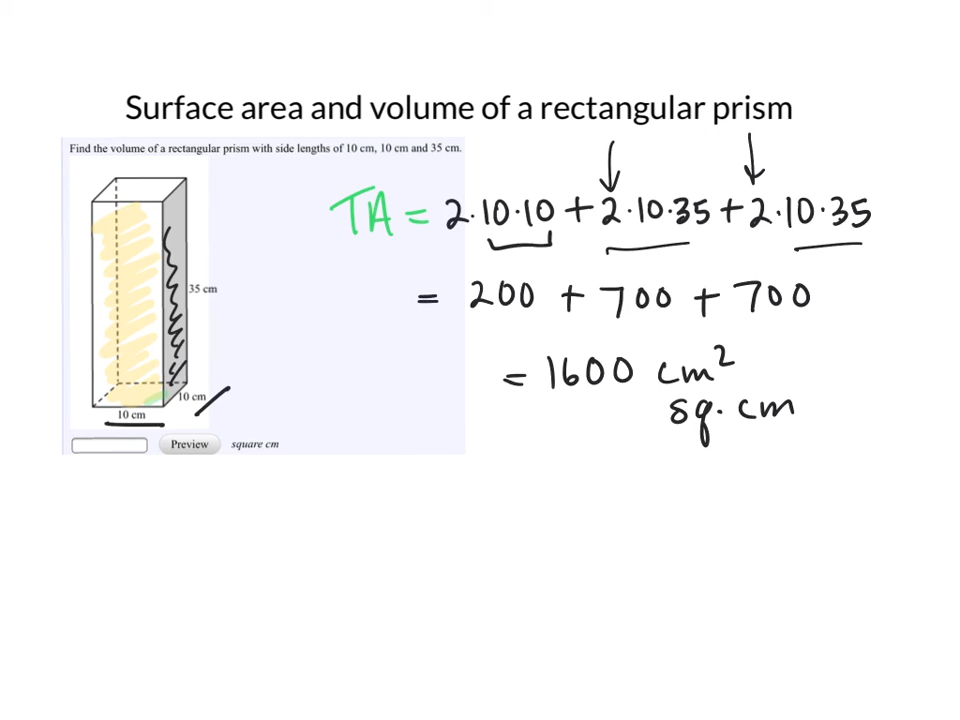 Surface area and volume of a rectangular prism
Find the volume of a rectangular prism with side lengths of 10 cm, 10 cm and 35 cm.
TA = 2·10·10 + 2·10·35 + 2·10·35
= 200 + 700 + 700
35 cm
= 1600 cm²
10 cm
sq. cm
10 cm
Preview square cm